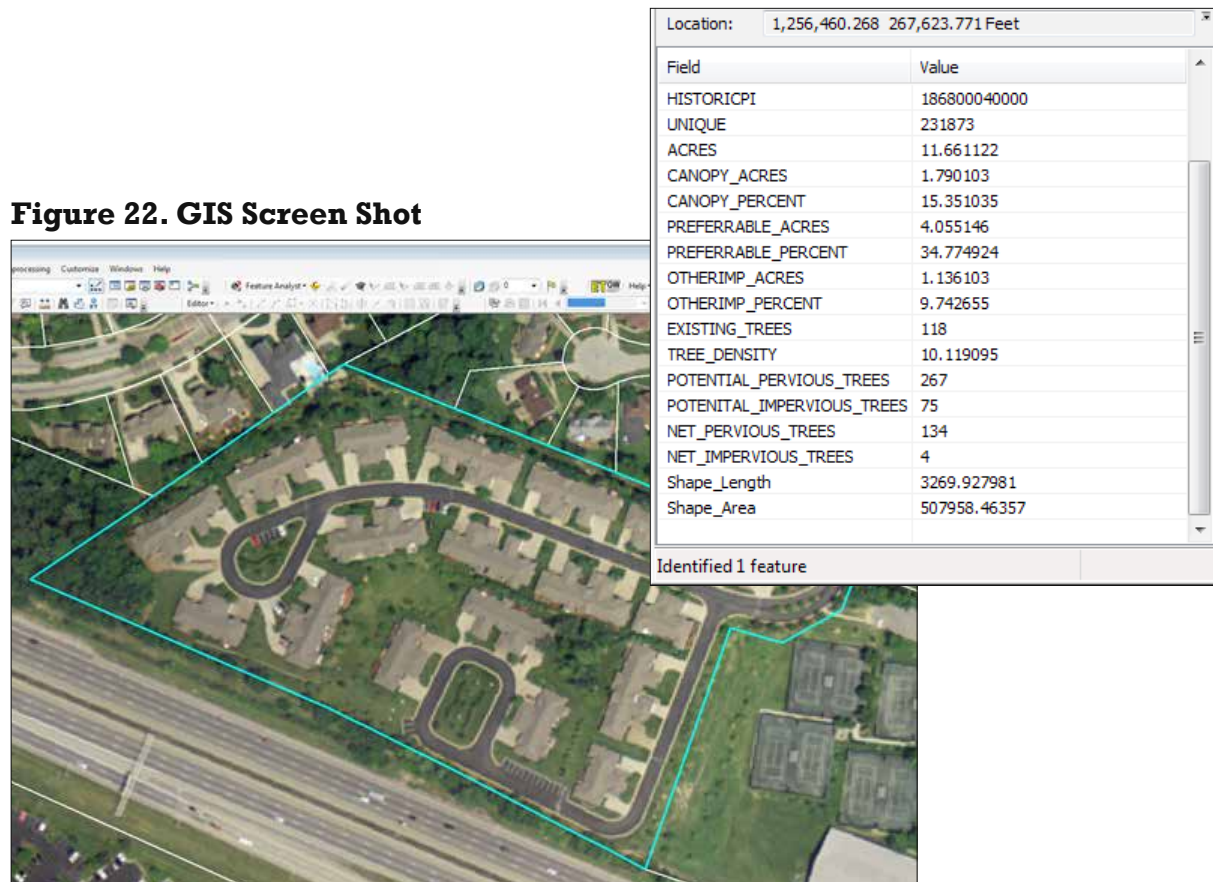 Location: 1,256,460.268 267,623.771 Feet
Field Value
HISTORICPI 186800040000
UNIQUE 231873
ACRES 11.661122
CANOPY_ACRES 1.790103
CANOPY_PERCENT 15.351035
PREFERRABLE_ACRES 4.055146
PREFERRABLE_PERCENT 34.774924
OTHERIMP_ACRES 1.136103
OTHERIMP_PERCENT 9.742655
EXISTING_TREES 118
TREE_DENSITY 10.119095
POTENTIAL_PERVIOUS_TREES 267
POTENITAL_IMPERVIOUS_TREES 75
NET_PERVIOUS_TREES 134
NET_IMPERVIOUS_TREES 4
Shape_Length 3269.927981
Shape_Area 507958.46357
Identified 1 feature
Figure 22. GIS Screen Shot
processing Customize Windows Help
Feature Analyst 0 Help
Editor